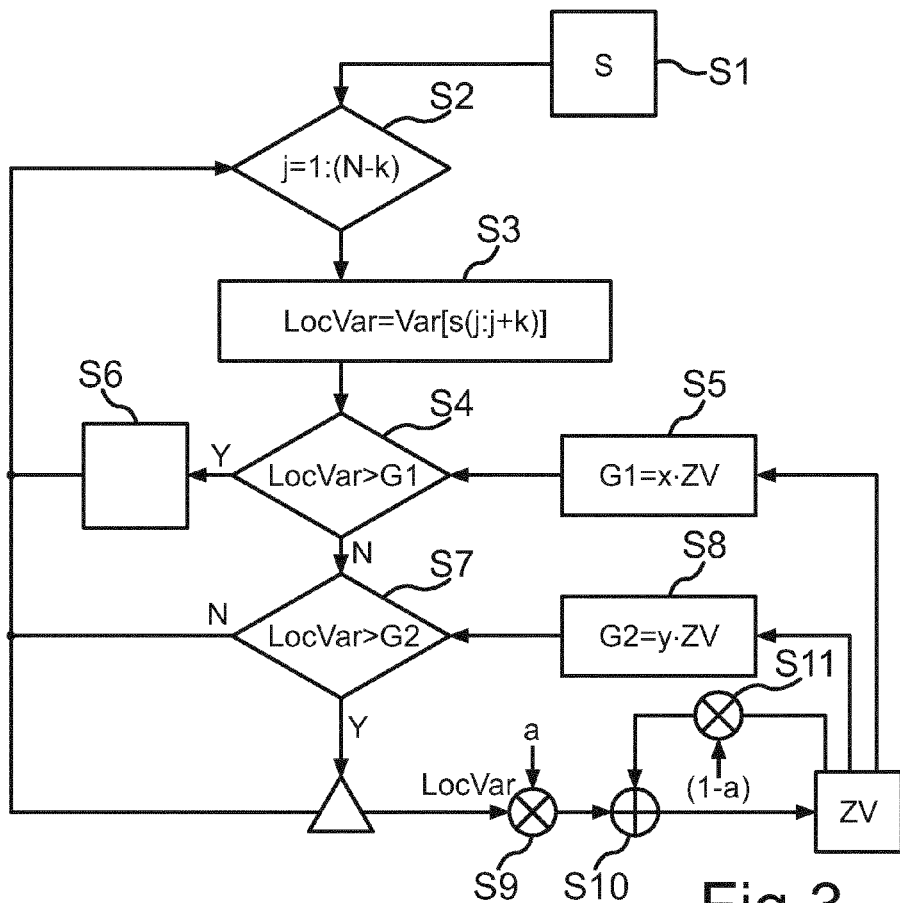 S
S1
S2
j=1:(N-k)
S3
LocVar=Var[s(j:j+k)]
S6
S4
S5
Y
LocVar>G1
G1=x·ZV
N
S7
S8
N
LocVar>G2
G2=y·ZV
S11
Y
a
LocVar
(1-a)
ZV
S9
S10
Fig.3